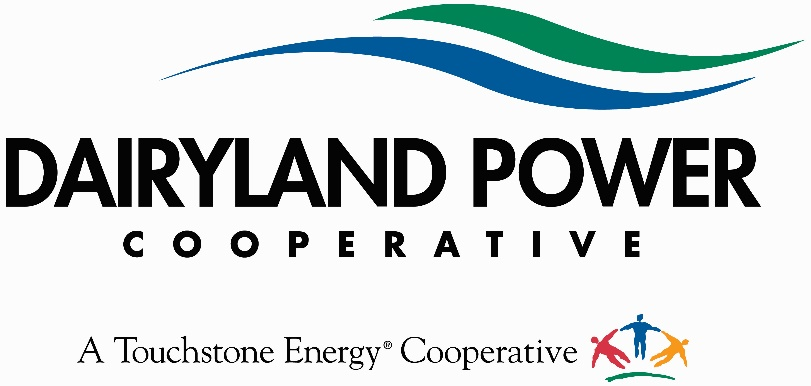 DAIRYLAND POWER
COOPERATIVE
A Touchstone Energy® Cooperative